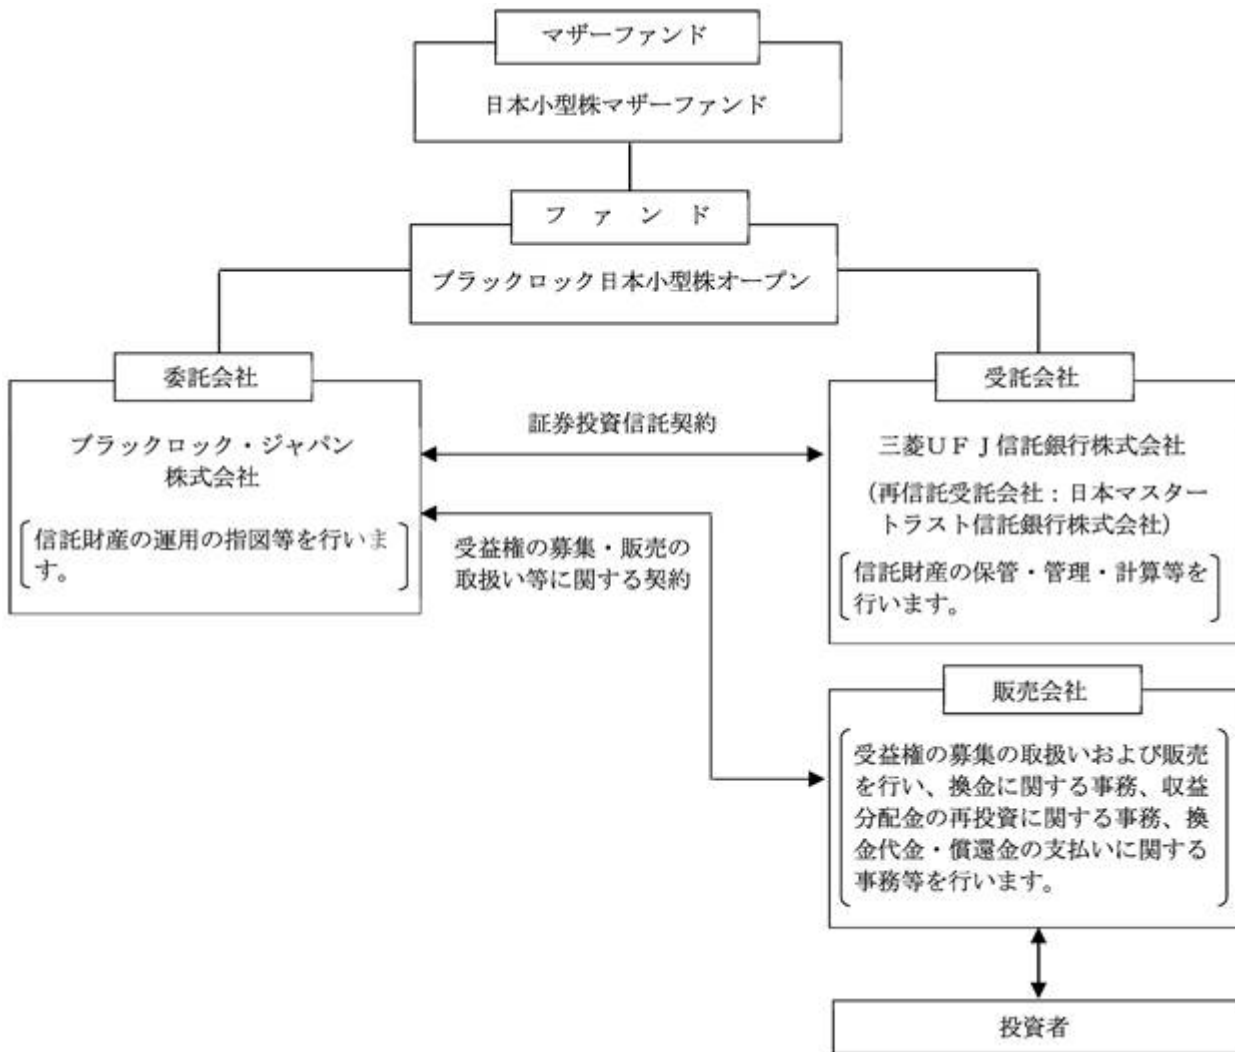 マザーファンド
日本小型株マザーファンド
ファンド
ブラックロック日本小型株オープン
委託会社
ブラックロック・ジャパン
株式会社
信託財産の運用の指図等を行いま
す。
証券投資信託契約
受益権の募集・販売の
取扱い等に関する契約
受託会社
三菱ＵＦＪ信託銀行株式会社
（再信託受託会社：日本マスター
トラスト信託銀行株式会社）
信託財産の保管・管理・計算等を
行います。
販売会社
受益権の募集の取扱いおよび販売
を行い、換金に関する事務、収益
分配金の再投資に関する事務、換
金代金・償還金の支払いに関する
事務等を行います。
投資者